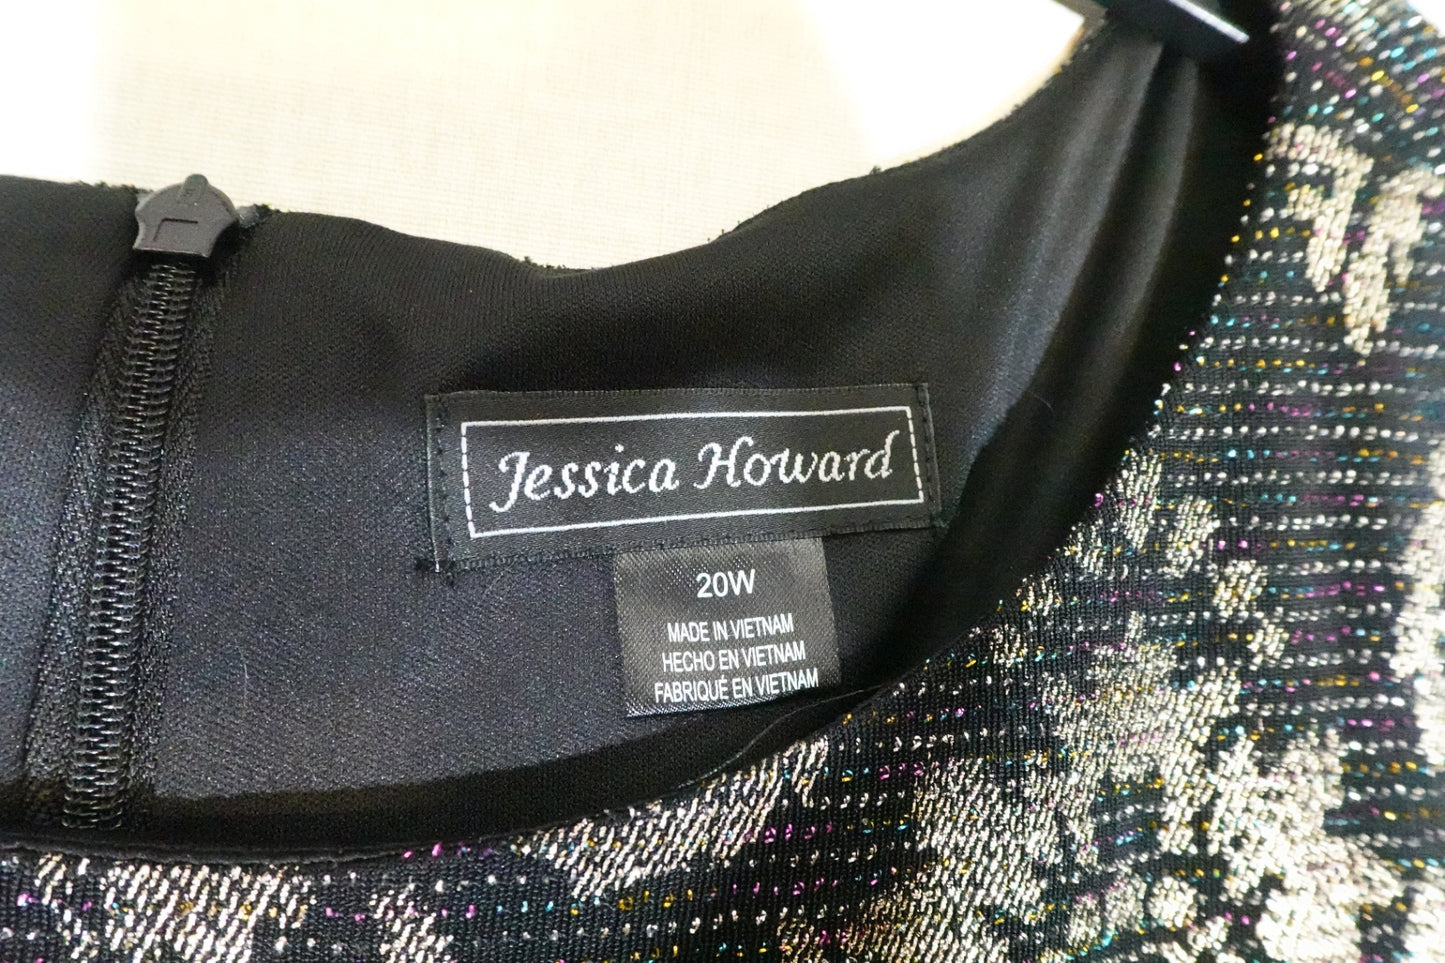 Jessica Howard
20W
MADE IN VIETNAM
HECHO EN VIETNAM
FABRIQUÉ EN VIETNAM